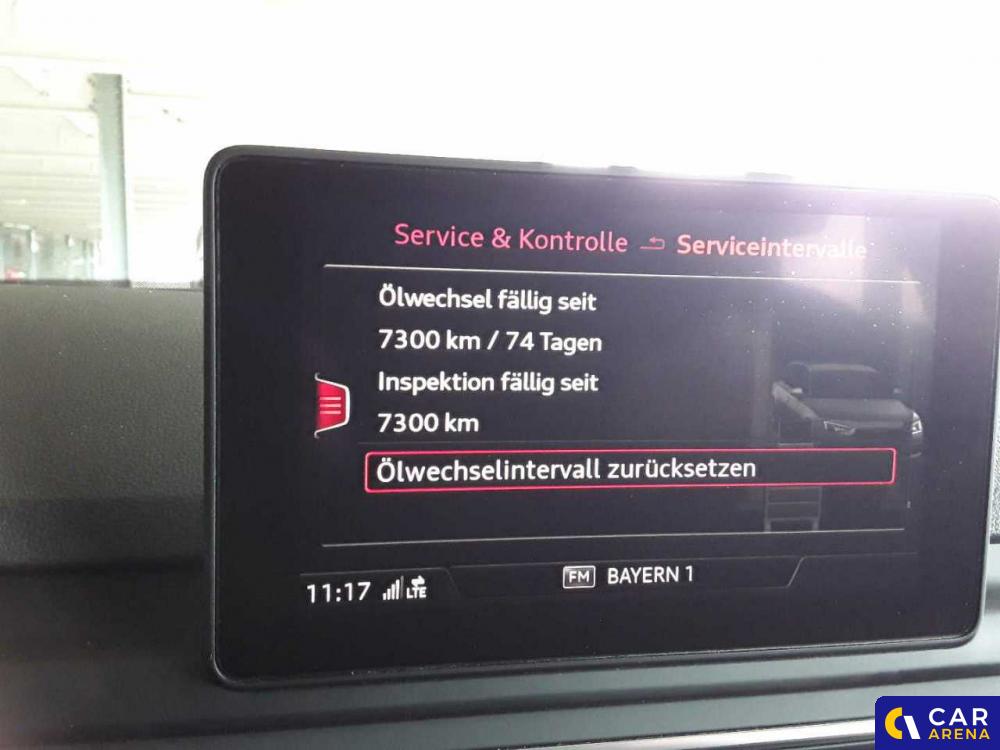 Service & Kontrolle Serviceintervalle
Ölwechsel fällig seit
7300 km / 74 Tagen
Inspektion fällig seit
7300 km
Ölwechselintervall zurücksetzen
11:17 LTE FM BAYERN 1
CAR
ARENA